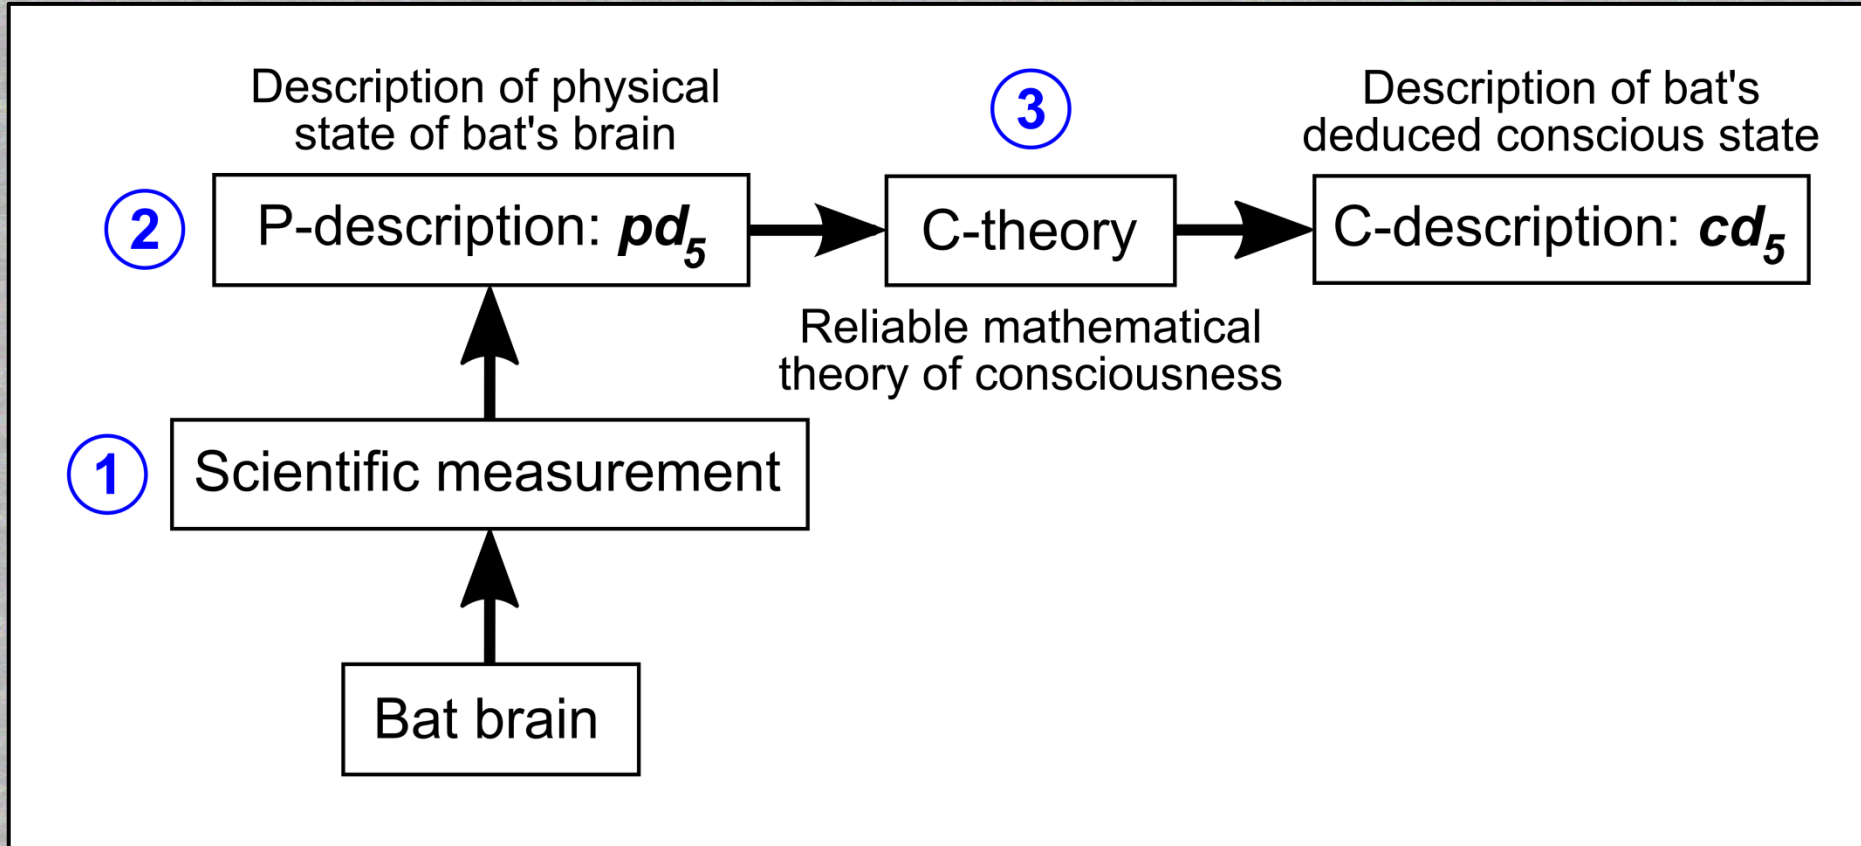 Description of physical
state of bat's brain
3
Description of bat's
deduced conscious state
2
P-description: pd5
C-theory
C-description: cd5
Reliable mathematical
theory of consciousness
1
Scientific measurement
Bat brain